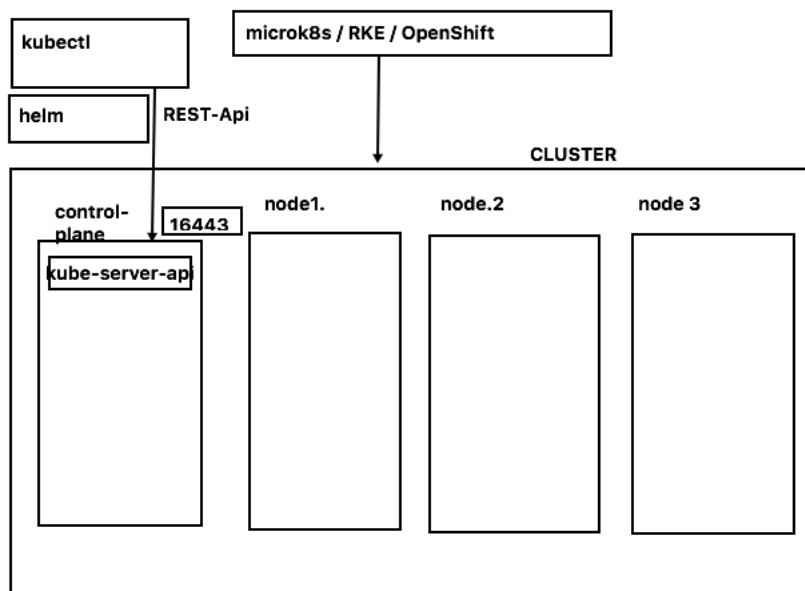 kubectl
microk8s / RKE / OpenShift
helm
REST-Api
CLUSTER
control-
plane
16443
node1.
node.2
node 3
kube-server-api